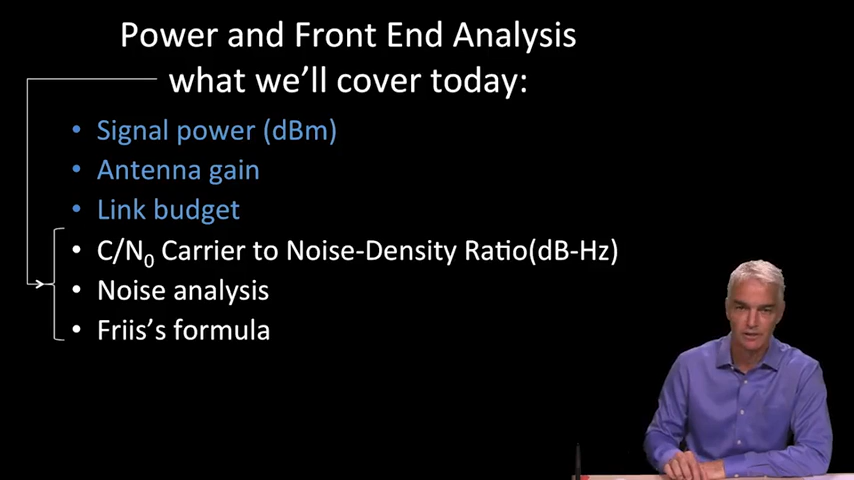 Power and Front End Analysis
what we'll cover today:
• Signal power (dBm)
• Antenna gain
• Link budget
• C/N₀ Carrier to Noise-Density Ratio(dB-Hz)
• Noise analysis
• Friis's formula